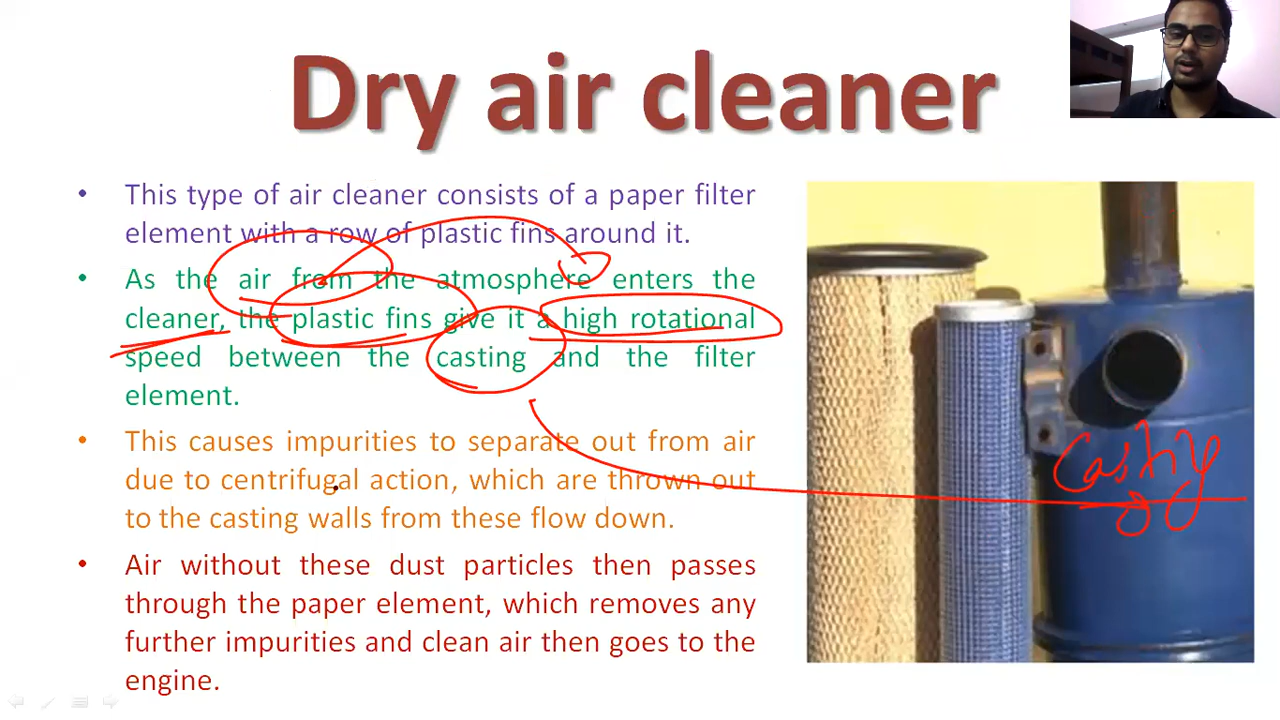 Dry air cleaner
• This type of air cleaner consists of a paper filter
element with a row of plastic fins around it.
• As the air from the atmosphere enters the
cleaner, the plastic fins give it a high rotational
speed between the casting and the filter
element.
• This causes impurities to separate out from air
due to centrifugal action, which are thrown out
to the casting walls from these flow down.
• Air without these dust particles then passes
through the paper element, which removes any
further impurities and clean air then goes to the
engine.
Casting